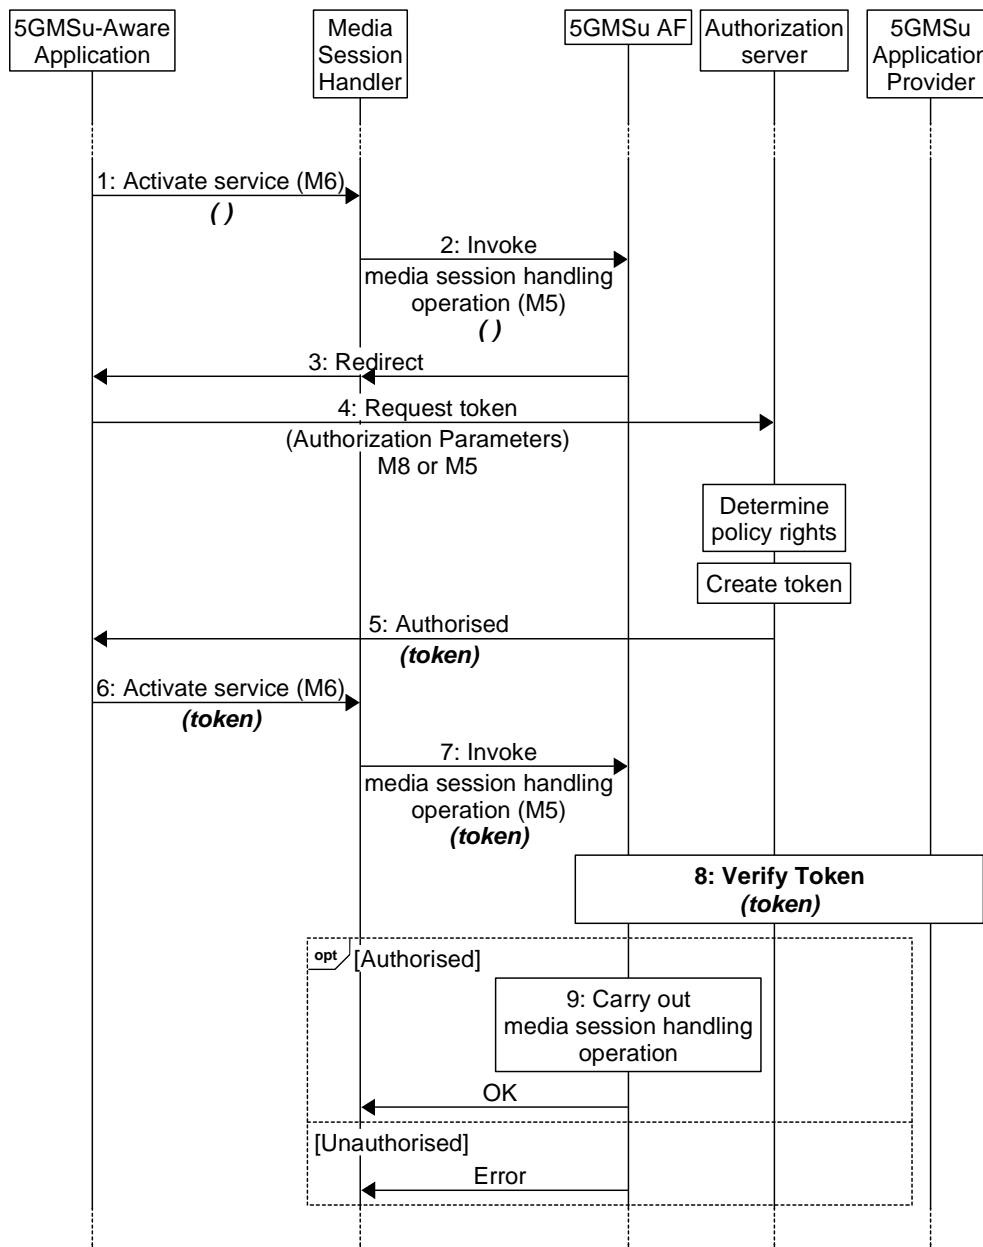 5GMSu-Aware
Application
Media
Session
Handler
5GMSu AF
Authorization
server
5GMSu
Application
Provider
1: Activate service (M6)
( )
2: Invoke
media session handling
operation (M5)
( )
3: Redirect
4: Request token
(Authorization Parameters)
M8 or M5
Determine
policy rights
Create token
5: Authorised
(token)
6: Activate service (M6)
(token)
7: Invoke
media session handling
operation (M5)
(token)
8: Verify Token
(token)
opt
[Authorised]
9: Carry out
media session handling
operation
OK
[Unauthorised]
Error